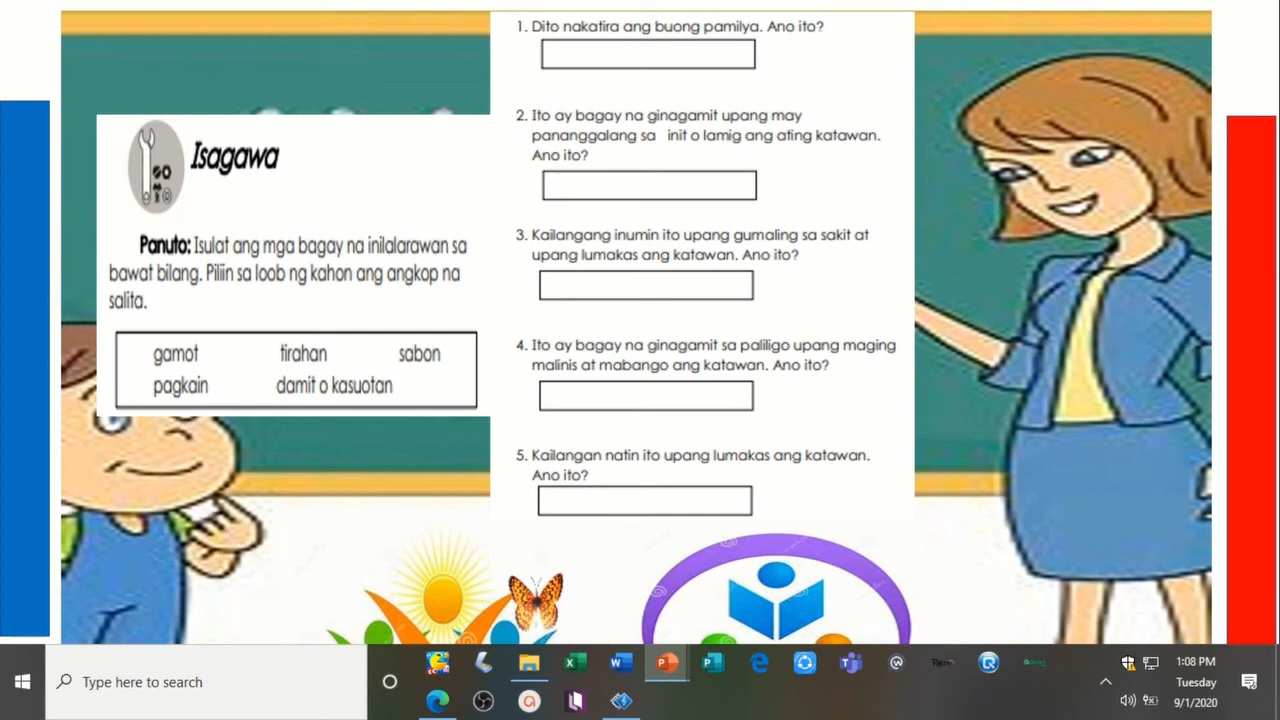 Isagawa
Panuto: Isulat ang mga bagay na inilalarawan sa
bawat bilang. Piliin sa loob ng kahon ang angkop na
salita.
gamot tirahan sabon
pagkain damit o kasuotan
1. Dito nakatira ang buong pamilya. Ano ito?
2. Ito ay bagay na ginagamit upang may
pananggalang sa init o lamig ang ating katawan.
Ano ito?
3. Kailangang inumin ito upang gumaling sa sakit at
upang lumakas ang katawan. Ano ito?
4. Ito ay bagay na ginagamit sa paliligo upang maging
malinis at mabango ang katawan. Ano ito?
5. Kailangan natin ito upang lumakas ang katawan.
Ano ito?
Type here to search
1:08 PM
Tuesday
9/1/2020